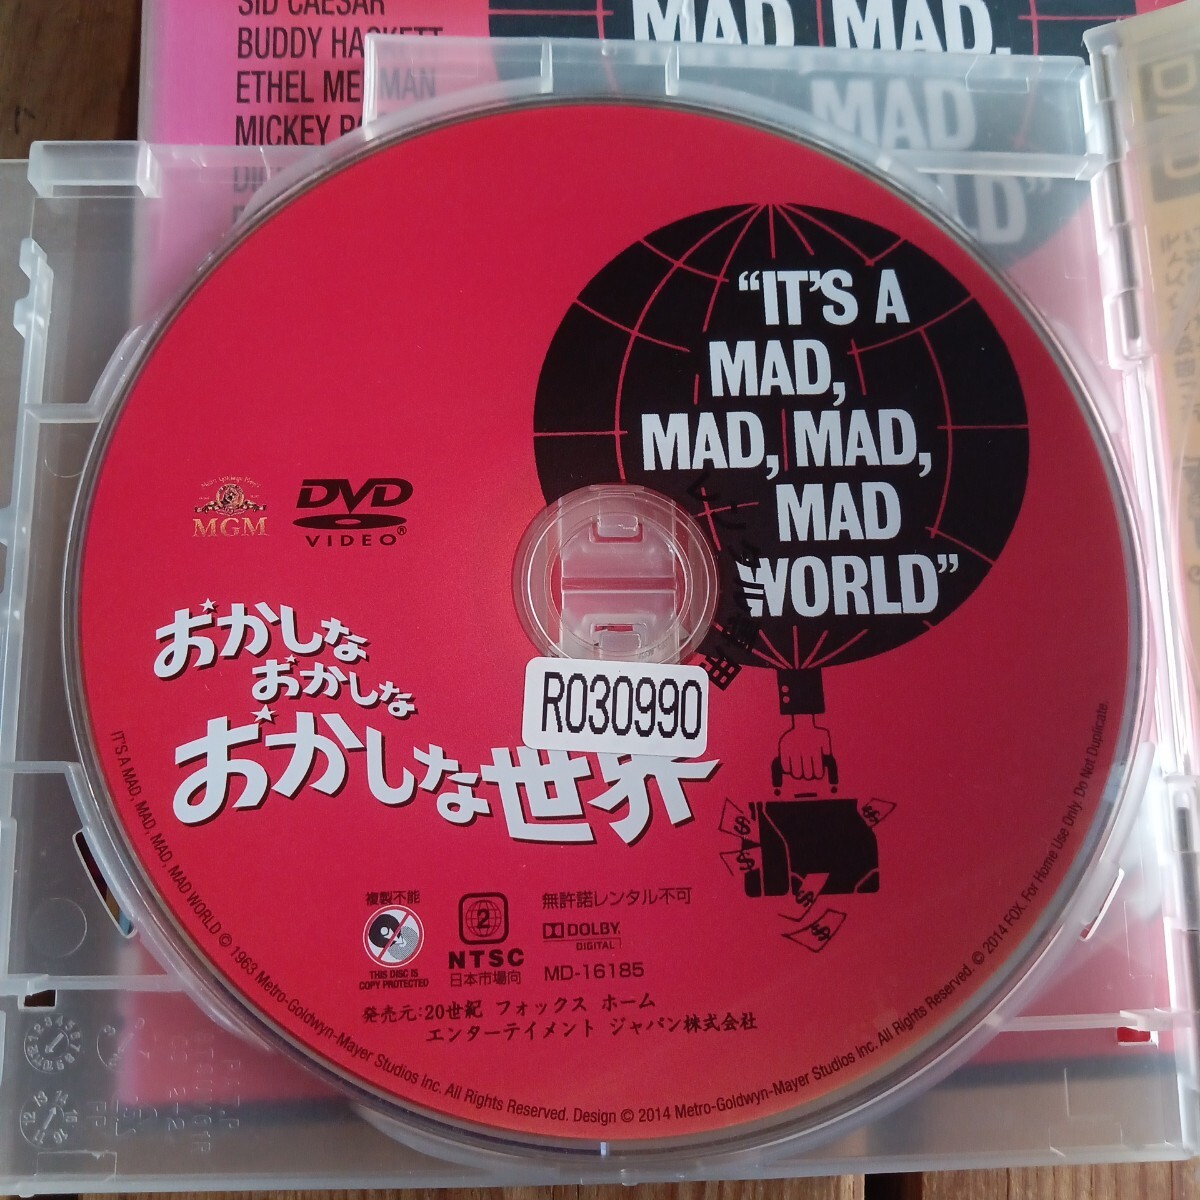 SID CAESAR
BUDDY HACKETT
ETHEL MERMAN
MICKEY
MAD, MAD,
MAD
WORLD"
"IT'S A
MAD,
MAD, MAD,
MAD
WORLD"
MGM
DVD
VIDEO
おかしな
おかしな
おかしな世界
R030990
複製不能
THIS DISC IS
COPY PROTECTED
2
NTSC
日本市場向
無許諾レンタル不可
DOLBY
DIGITAL
MD-16185
発売元:20世紀 フォックス ホーム
エンターテイメント ジャパン株式会社
IT'S A MAD, MAD, MAD, MAD WORLD © 1963 Metro-Goldwyn-Mayer Studios Inc. All Rights Reserved. Design © 2014 Metro-Goldwyn-Mayer Studios Inc. All Rights Reserved. © 2014 FOX. For Home Use Only. Do Not Duplicate.